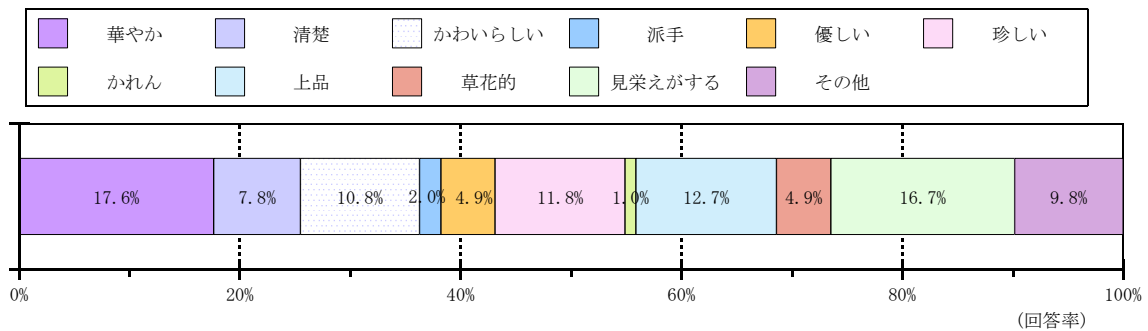 華やか 清楚 かわいらしい 派手 優しい 珍しい
かれん 上品 草花的 見栄えがする その他
17.6% 7.8% 10.8% 2.0% 4.9% 11.8% 1.0% 12.7% 4.9% 16.7% 9.8%
0% 20% 40% 60% 80% 100%
(回答率)